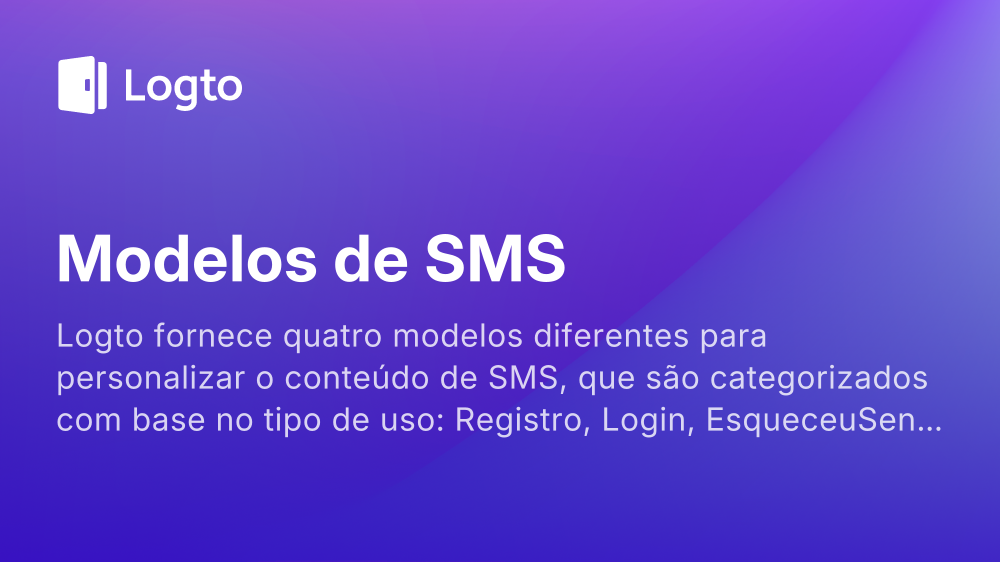 Logto
Modelos de SMS
Logto fornece quatro modelos diferentes para
personalizar o conteúdo de SMS, que são categorizados
com base no tipo de uso: Registro, Login, EsqueceuSen...